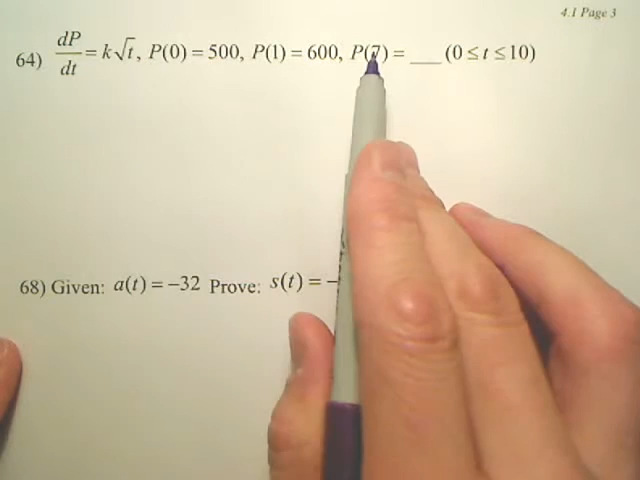 4.1 Page 3
64) dP/dt = k√t, P(0) = 500, P(1) = 600, P(7) = ___ (0 ≤ t ≤ 10)
68) Given: a(t) = −32 Prove: s(t) = −